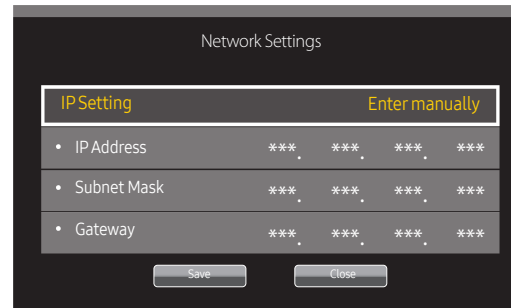 Network Settings
IP Setting Enter manually
• IP Address ***. ***. ***. ***
• Subnet Mask ***. ***. ***. ***
• Gateway ***. ***. ***. ***
Save Close